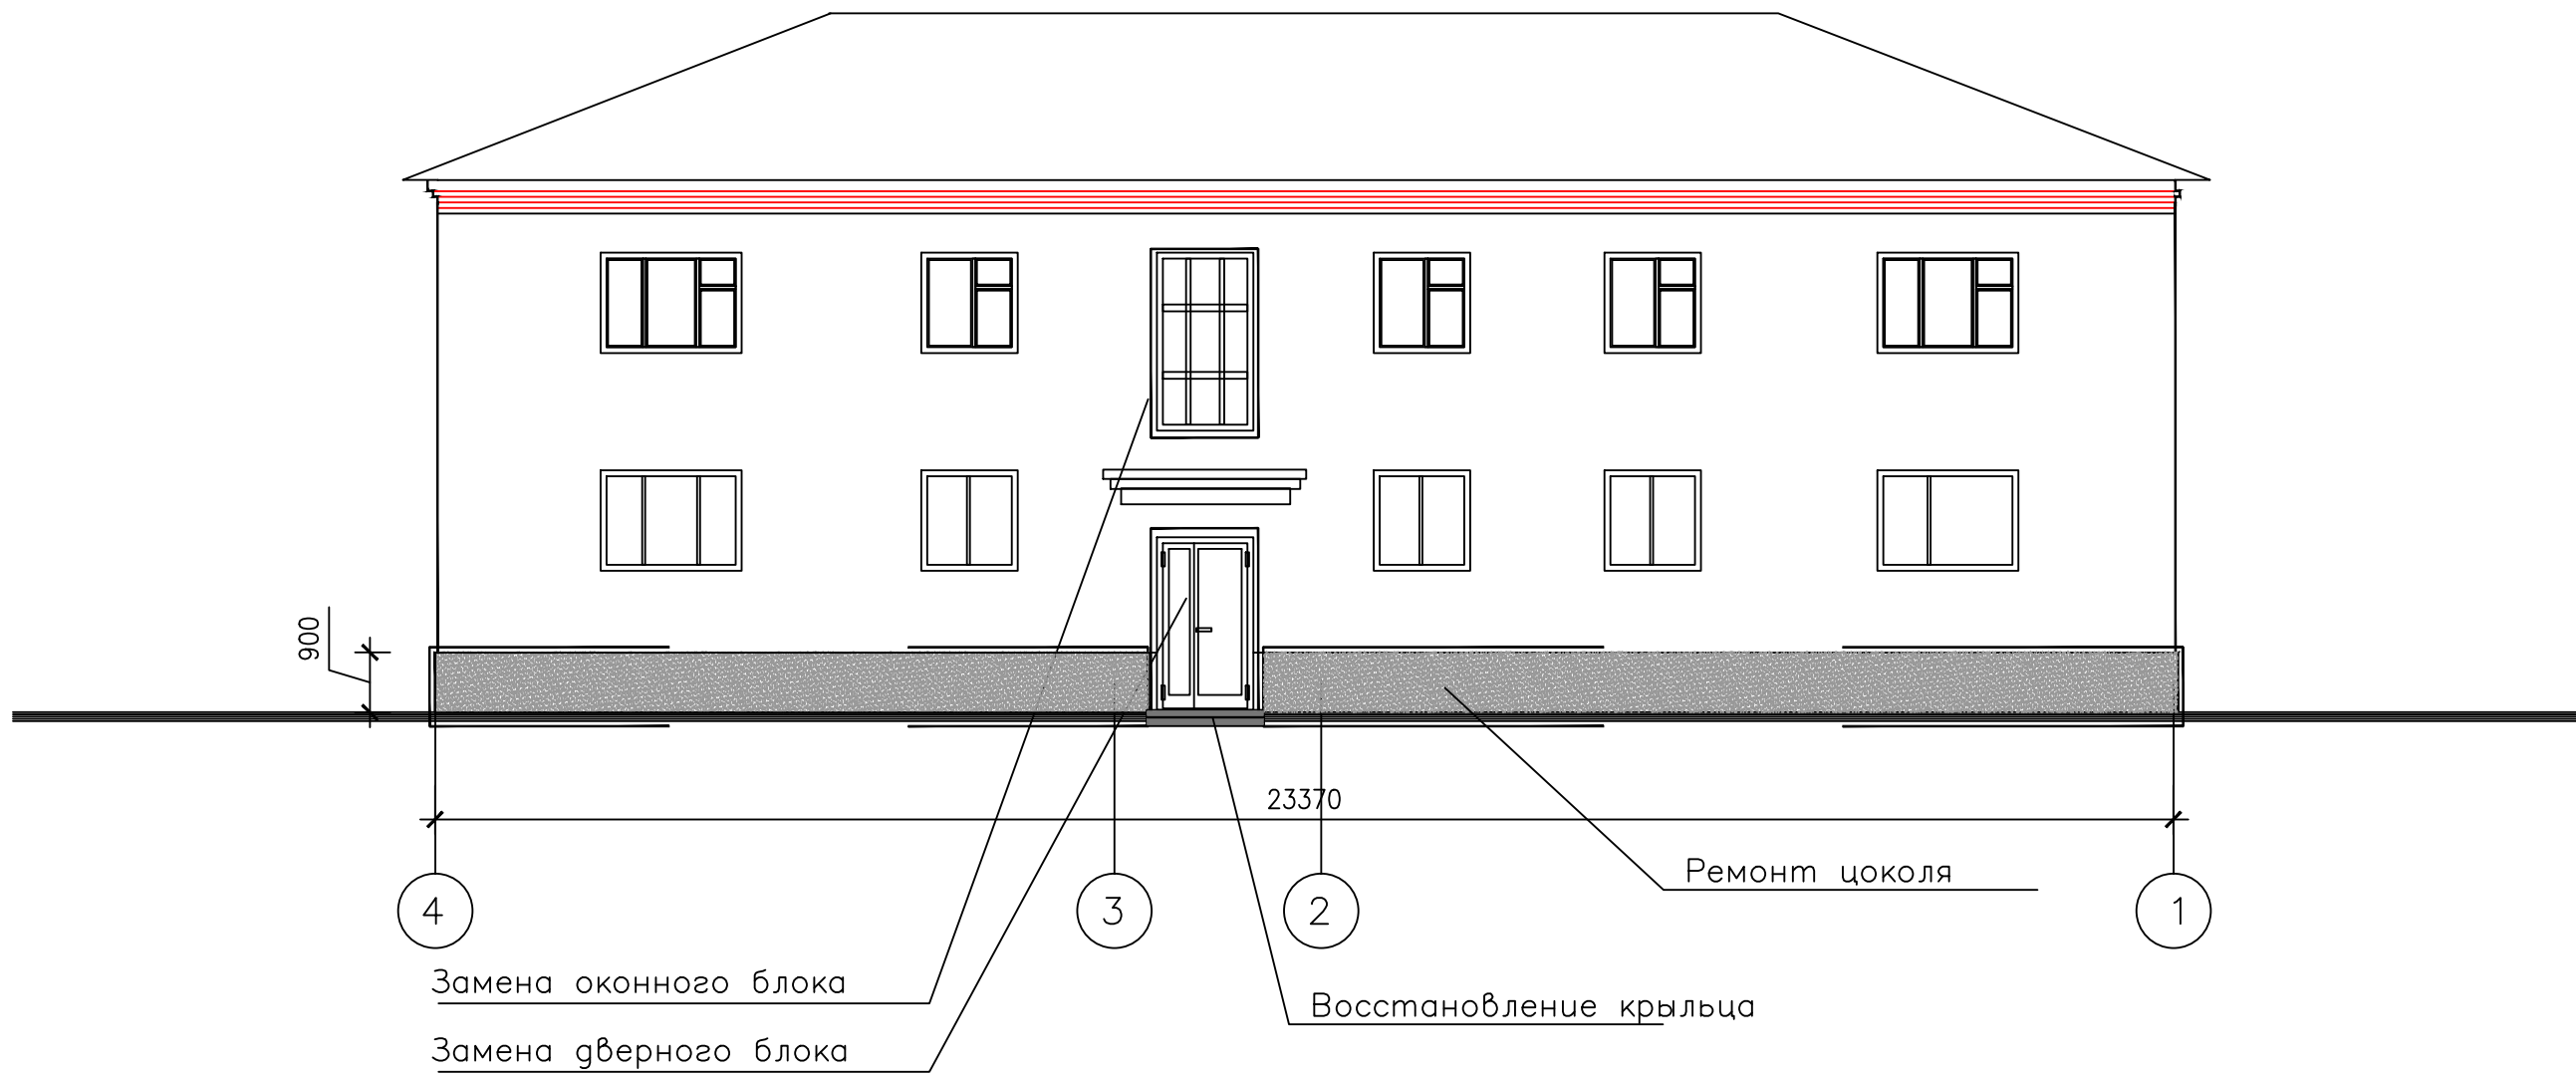 900
23370
Ремонт цоколя
4
3
2
1
Замена оконного блока
Восстановление крыльца
Замена дверного блока